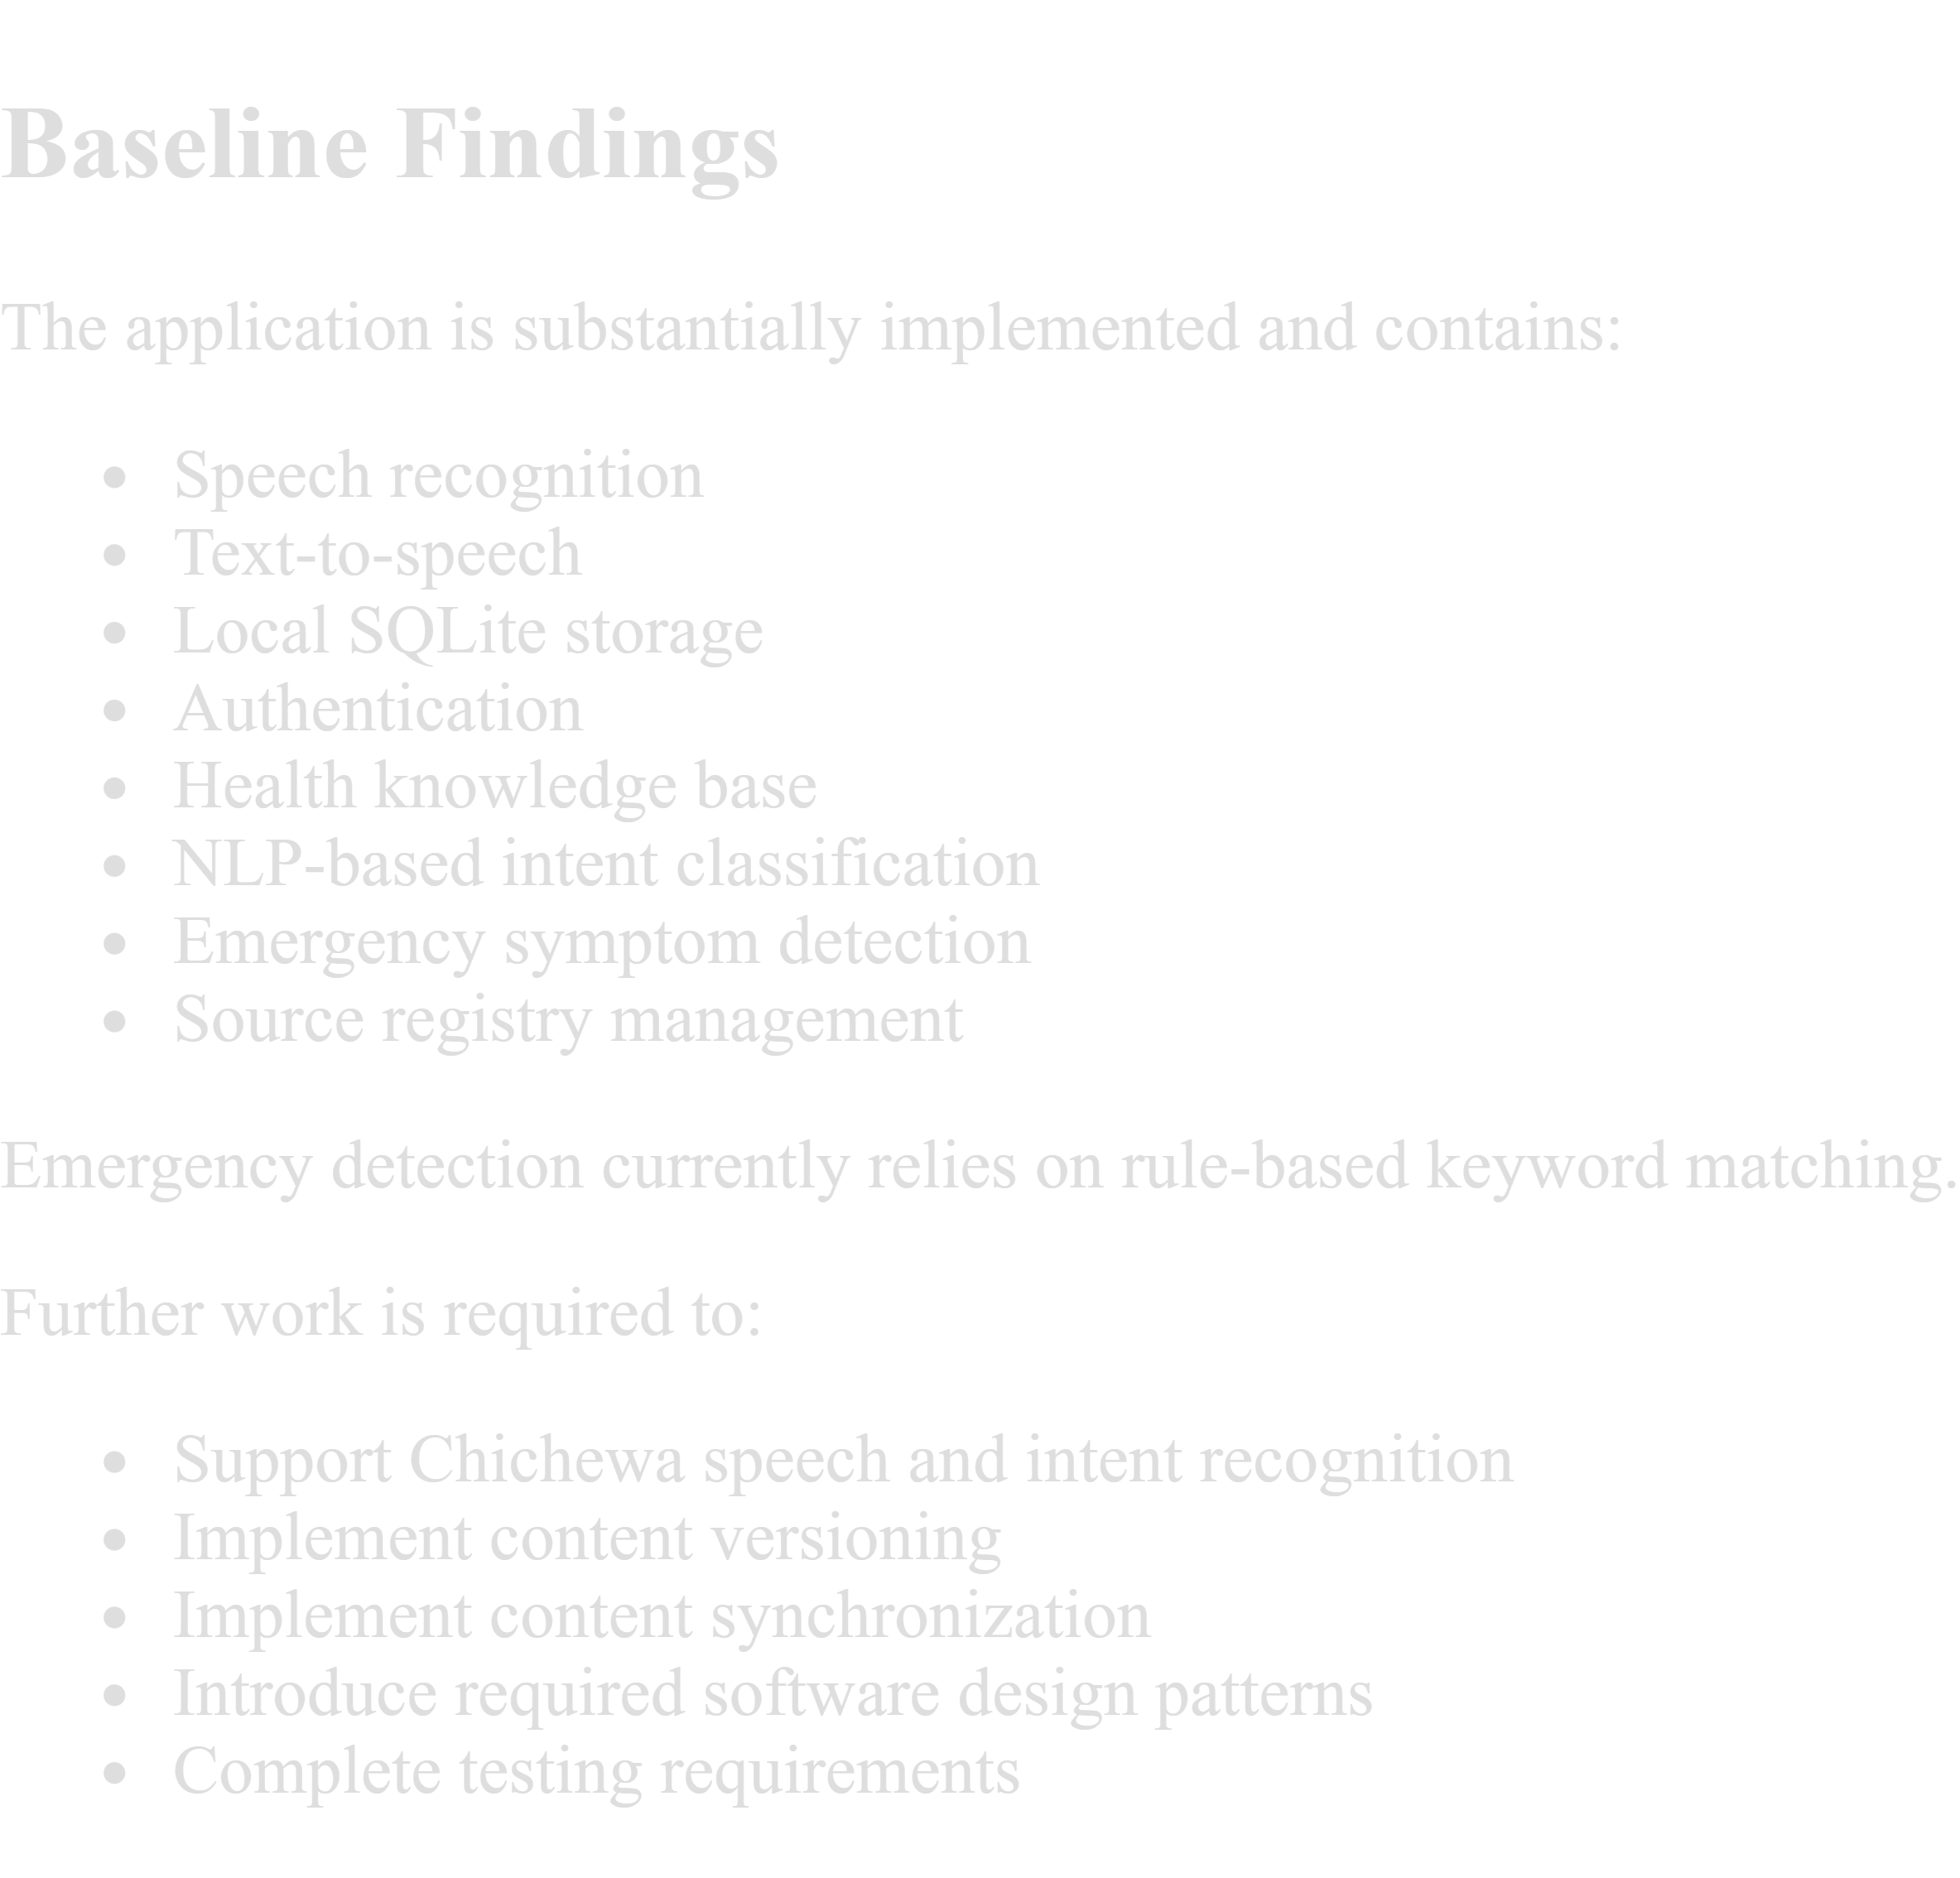 Baseline Findings
The application is substantially implemented and contains:
• Speech recognition
• Text-to-speech
• Local SQLite storage
• Authentication
• Health knowledge base
• NLP-based intent classification
• Emergency symptom detection
• Source registry management
Emergency detection currently relies on rule-based keyword matching.
Further work is required to:
• Support Chichewa speech and intent recognition
• Implement content versioning
• Implement content synchronization
• Introduce required software design patterns
• Complete testing requirements